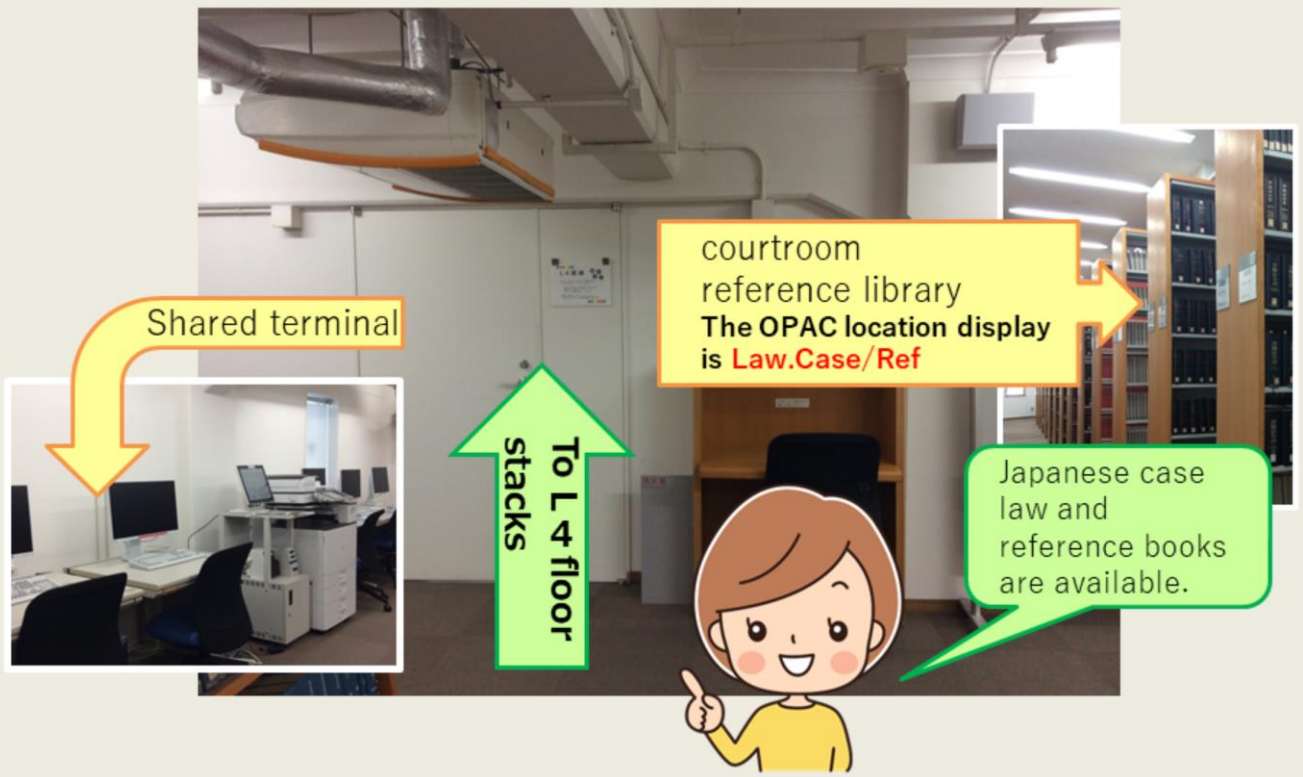 Shared terminal
courtroom
reference library
The OPAC location display
is Law.Case/Ref
To L 4 floor
stacks
Japanese case
law and
reference books
are available.